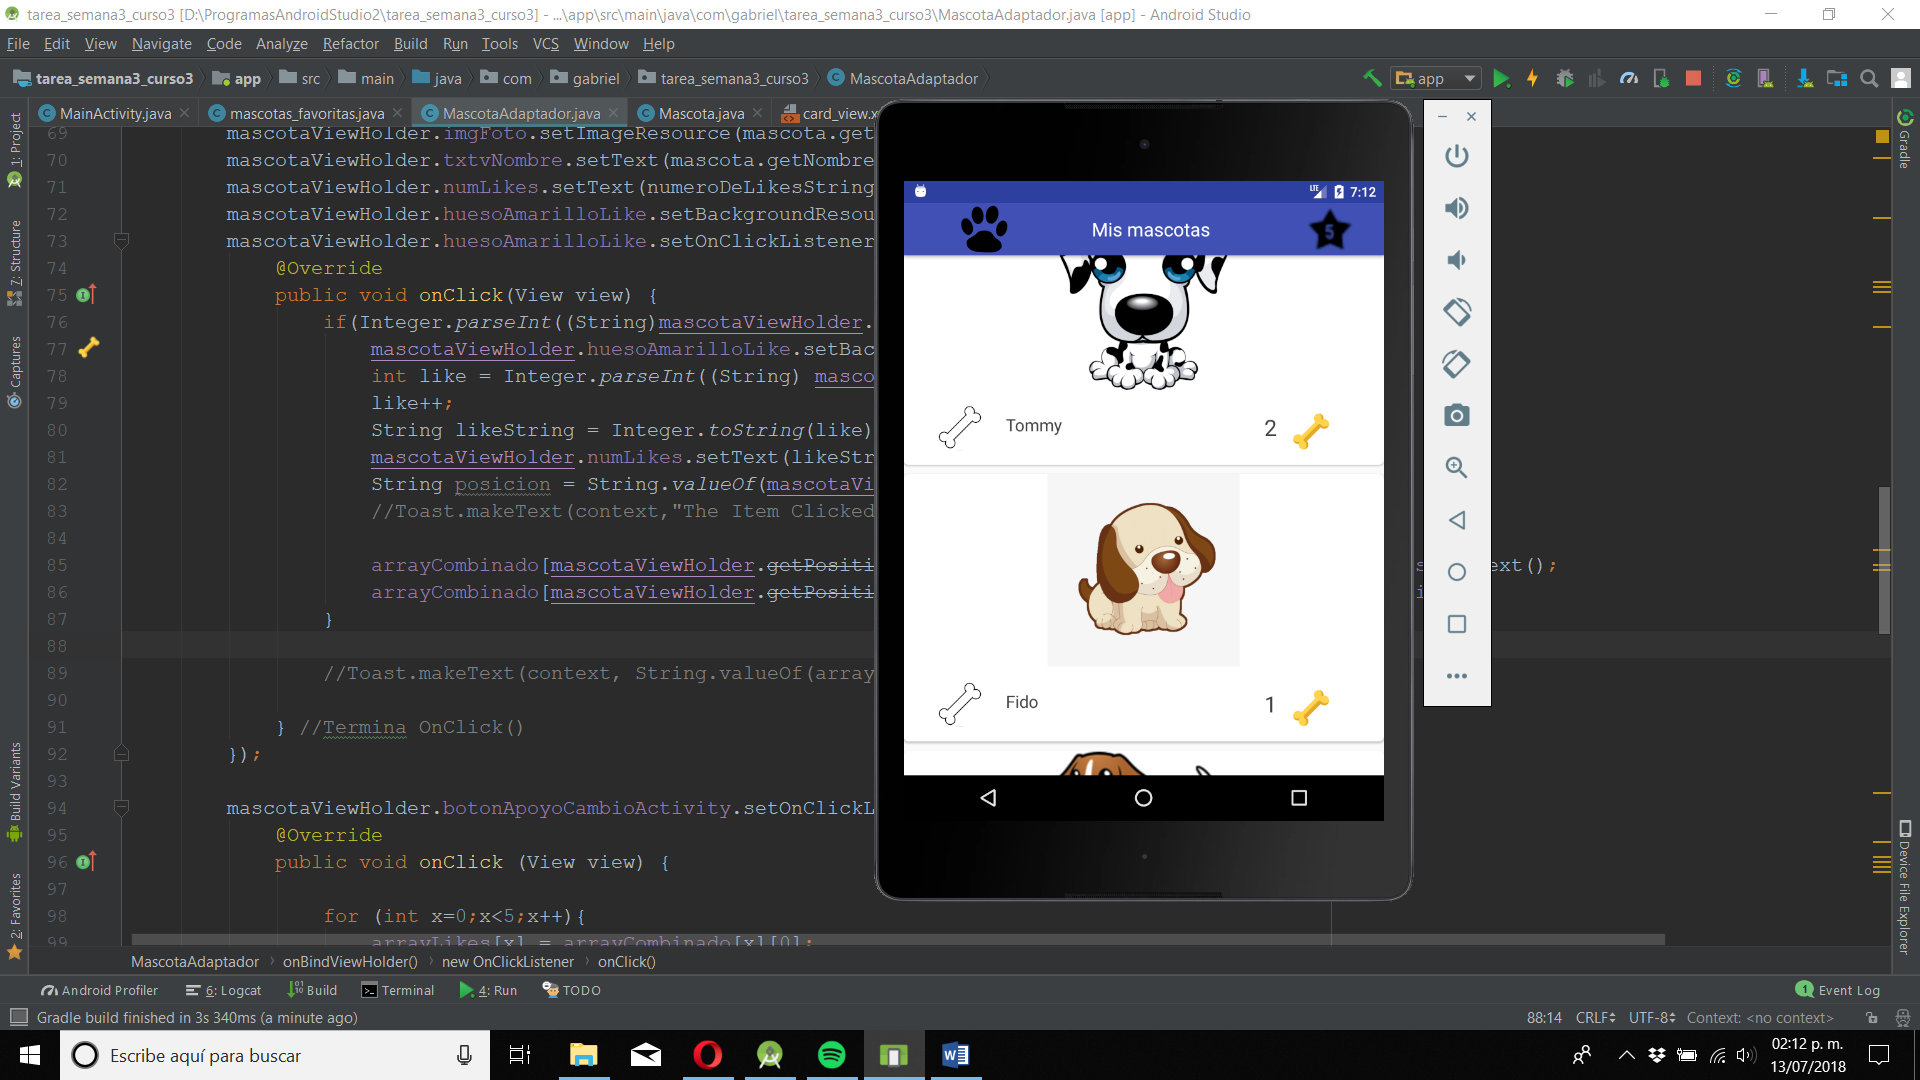 tarea_semana3_curso3 [D:\ProgramasAndroidStudio2\tarea_semana3_curso3] - ...\app\src\main\java\com\gabriel\tarea_semana3_curso3\MascotaAdaptador.java [app] - Android Studio
File Edit View Navigate Code Analyze Refactor Build Run Tools VCS Window Help
tarea_semana3_curso3 app src main java com gabriel tarea_semana3_curso3 MascotaAdaptador
app
MainActivity.java mascotas_favoritas.java MascotaAdaptador.java Mascota.java card_view.x
69 mascotaViewHolder.imgFoto.setImageResource(mascota.get
70 mascotaViewHolder.txtvNombre.setText(mascota.getNombre
71 mascotaViewHolder.numLikes.setText(numeroDeLikesString
72 mascotaViewHolder.huesoAmarilloLike.setBackgroundResou
73 mascotaViewHolder.huesoAmarilloLike.setOnClickListener
74 @Override
75 public void onClick(View view) {
76 if(Integer.parseInt((String)mascotaViewHolder.
77 mascotaViewHolder.huesoAmarilloLike.setBac
78 int like = Integer.parseInt((String) masco
79 like++;
80 String likeString = Integer.toString(like)
81 mascotaViewHolder.numLikes.setText(likeStr
82 String posicion = String.valueOf(mascotaVi
83 //Toast.makeText(context,"The Item Clicked
84
85 arrayCombinado[mascotaViewHolder.getPositi s ext();
86 arrayCombinado[mascotaViewHolder.getPositi i
87 }
88
89 //Toast.makeText(context, String.valueOf(array
90
91 } //Termina OnClick()
92 });
93
94 mascotaViewHolder.botonApoyoCambioActivity.setOnClickL
95 @Override
96 public void onClick (View view) {
97
98 for (int x=0;x<5;x++){
99 arrayLikes[x] = arrayCombinado[x][0];
MascotaAdaptador onBindViewHolder() new OnClickListener onClick()
1: Project
7: Structure
Captures
Build Variants
2: Favorites
Gradle
Device File Explorer
LTE 7:12
Mis mascotas
5
Tommy 2
Fido 1
Android Profiler 6: Logcat Build Terminal 4: Run TODO
1 Event Log
Gradle build finished in 3s 340ms (a minute ago)
88:14 CRLF UTF-8 Context: <no context>
Escribe aquí para buscar
02:12 p. m.
13/07/2018